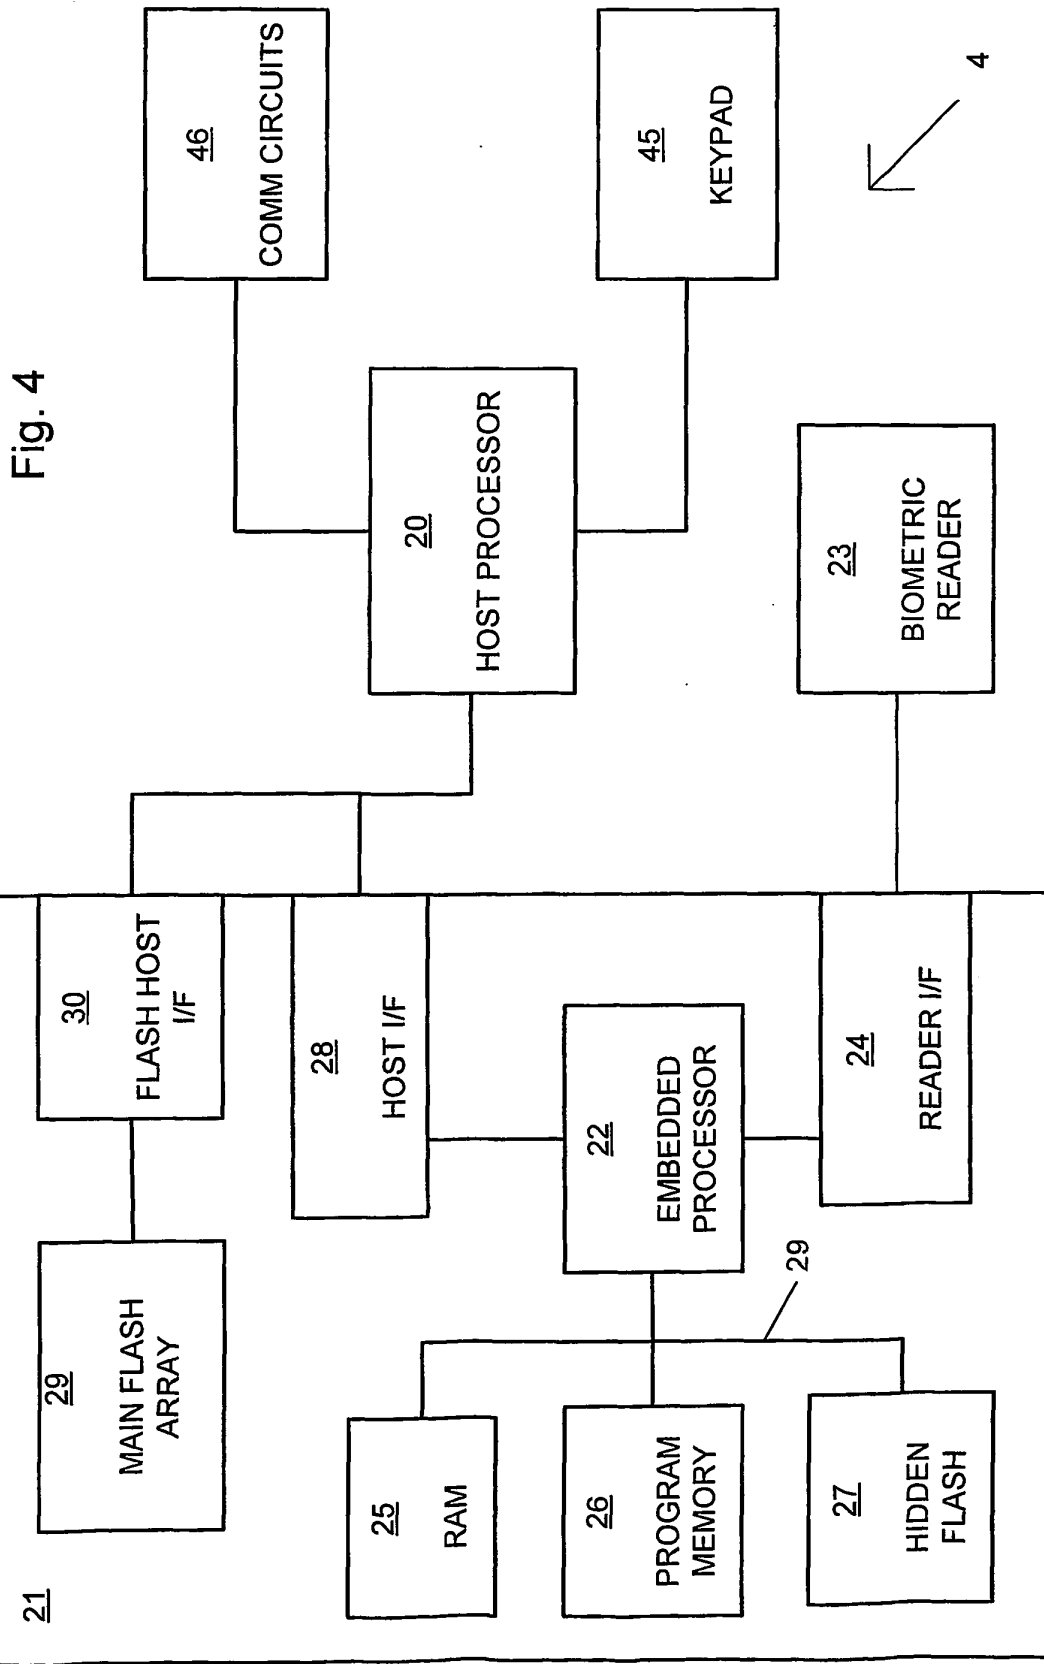 Fig. 4
21
29
MAIN FLASH
ARRAY
30
FLASH HOST
I/F
46
COMM CIRCUITS
28
HOST I/F
20
HOST PROCESSOR
25
RAM
26
PROGRAM
MEMORY
22
EMBEDDED
PROCESSOR
45
KEYPAD
29
27
HIDDEN
FLASH
24
READER I/F
23
BIOMETRIC
READER
4